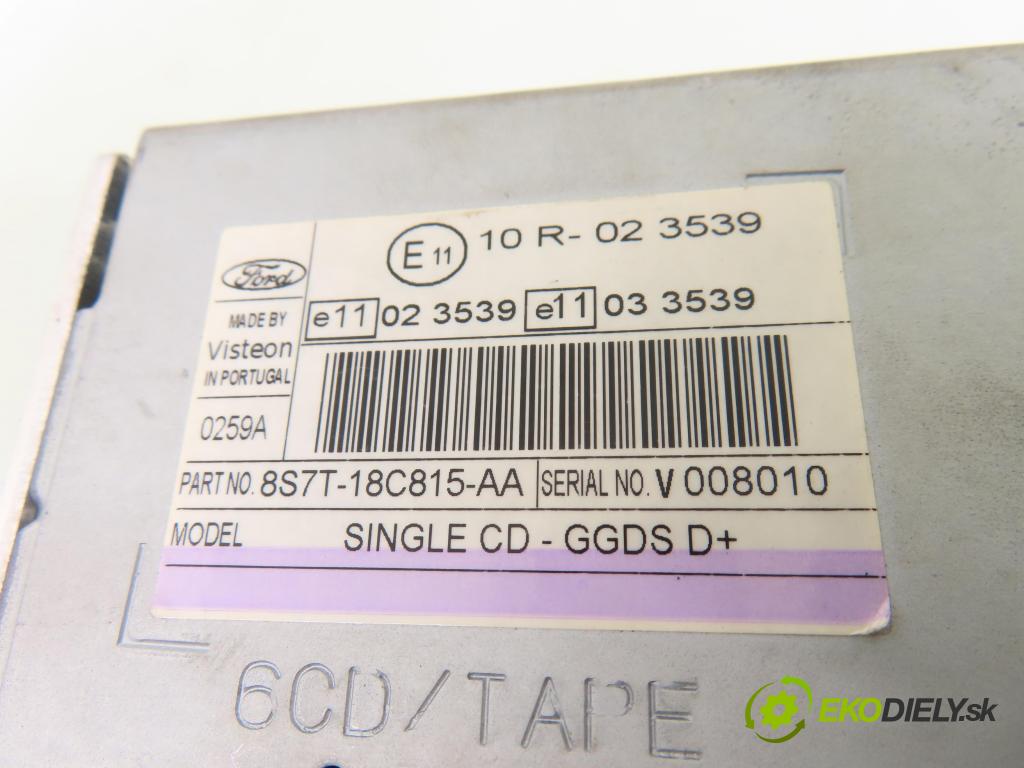 E 11 10 R- 02 3539
Ford
e11 02 3539 e11 03 3539
MADE BY
Visteon
IN PORTUGAL
0259A
PART NO. 8S7T-18C815-AA SERIAL NO. V 008010
MODEL SINGLE CD - GGDS D+
6CD/TAPE
EKODIELY.sk